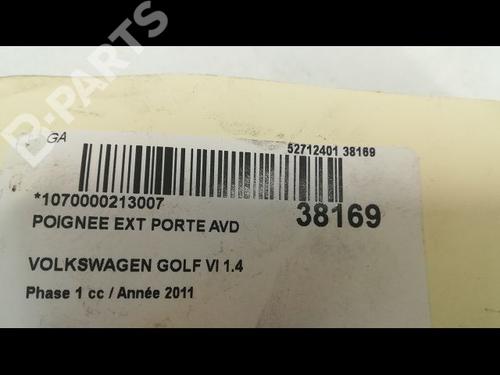 D-PARTS
GA
52712401 38169
*1070000213007
38169
POIGNEE EXT PORTE AVD
VOLKSWAGEN GOLF VI 1.4
Phase 1 cc / Année 2011